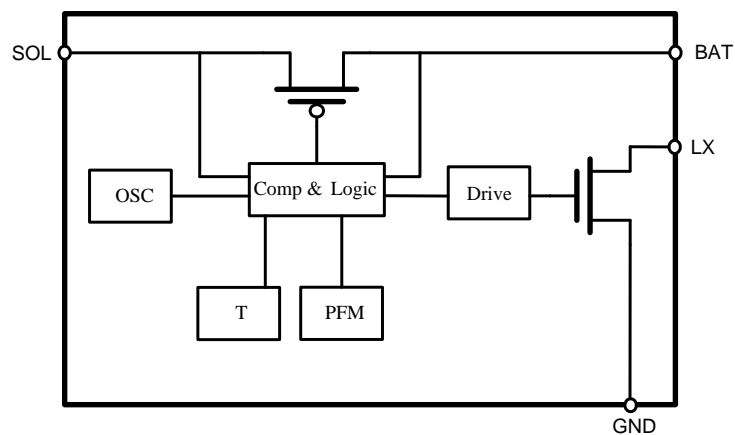 SOL
BAT
LX
OSC
Comp & Logic
Drive
T
PFM
GND